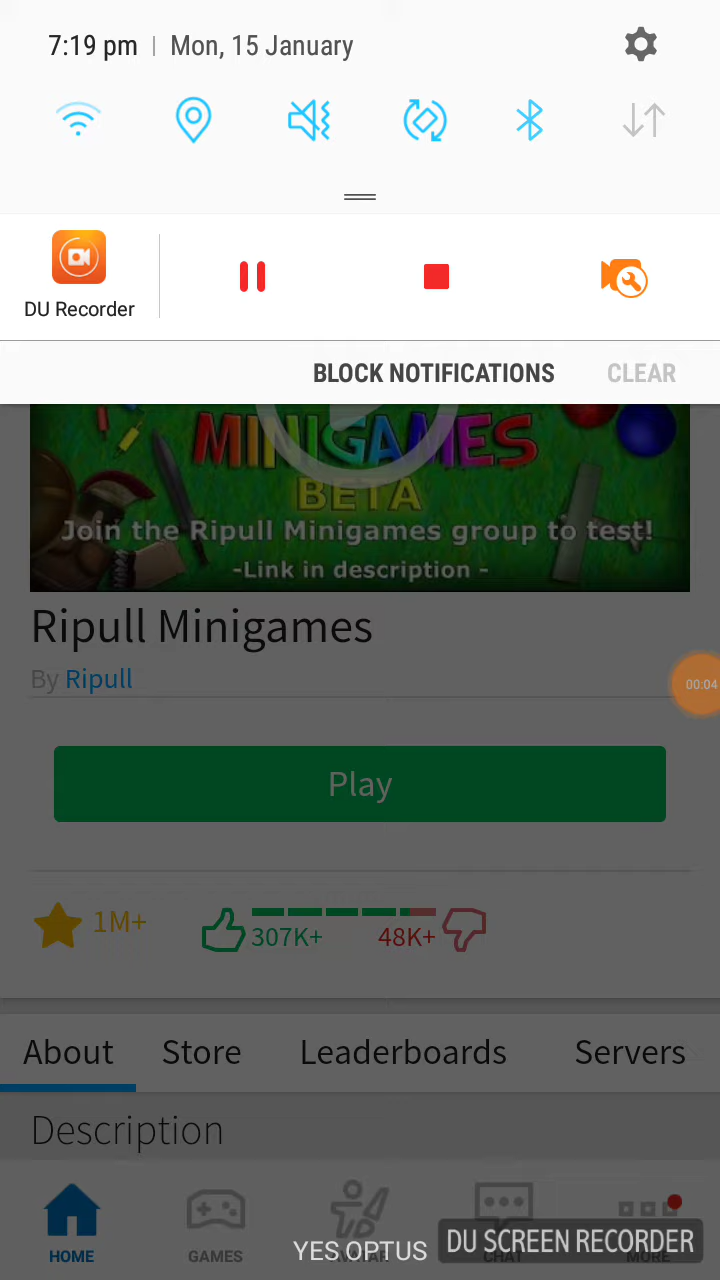 7:19 pm | Mon, 15 January
DU Recorder
BLOCK NOTIFICATIONS CLEAR
MINIGAMES
BETA
Join the Ripull Minigames group to test!
-Link in description -
Ripull Minigames
By Ripull
00:04
Play
1M+ 307K+ 48K+
About Store Leaderboards Servers
Description
HOME GAMES CHAT MORE
YES OPTUS
DU SCREEN RECORDER